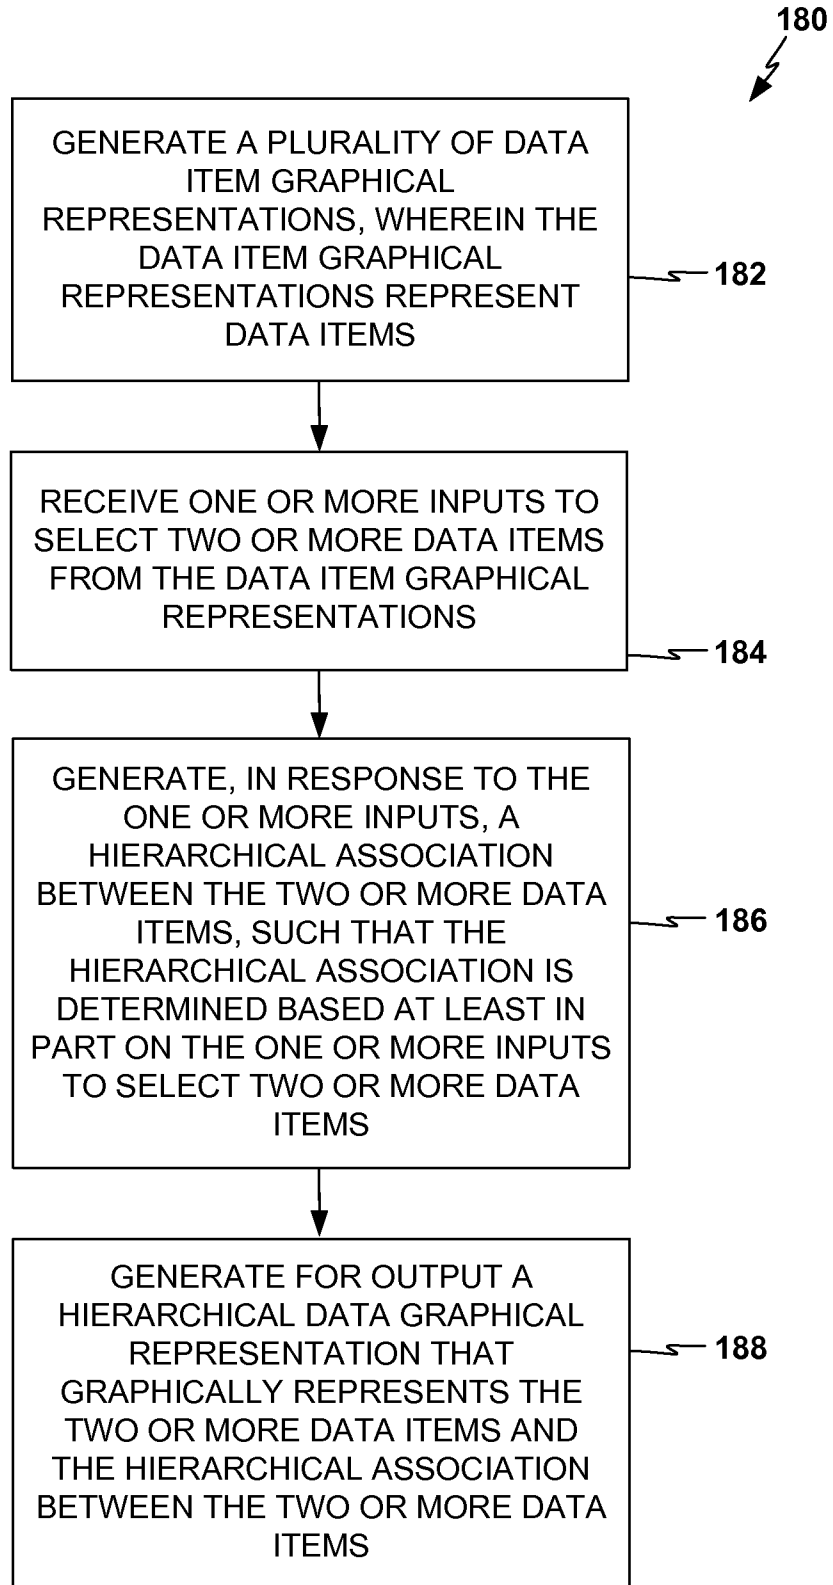 180
GENERATE A PLURALITY OF DATA
ITEM GRAPHICAL
REPRESENTATIONS, WHEREIN THE
DATA ITEM GRAPHICAL
REPRESENTATIONS REPRESENT
DATA ITEMS
182
RECEIVE ONE OR MORE INPUTS TO
SELECT TWO OR MORE DATA ITEMS
FROM THE DATA ITEM GRAPHICAL
REPRESENTATIONS
184
GENERATE, IN RESPONSE TO THE
ONE OR MORE INPUTS, A
HIERARCHICAL ASSOCIATION
BETWEEN THE TWO OR MORE DATA
ITEMS, SUCH THAT THE
HIERARCHICAL ASSOCIATION IS
DETERMINED BASED AT LEAST IN
PART ON THE ONE OR MORE INPUTS
TO SELECT TWO OR MORE DATA
ITEMS
186
GENERATE FOR OUTPUT A
HIERARCHICAL DATA GRAPHICAL
REPRESENTATION THAT
GRAPHICALLY REPRESENTS THE
TWO OR MORE DATA ITEMS AND
THE HIERARCHICAL ASSOCIATION
BETWEEN THE TWO OR MORE DATA
ITEMS
188